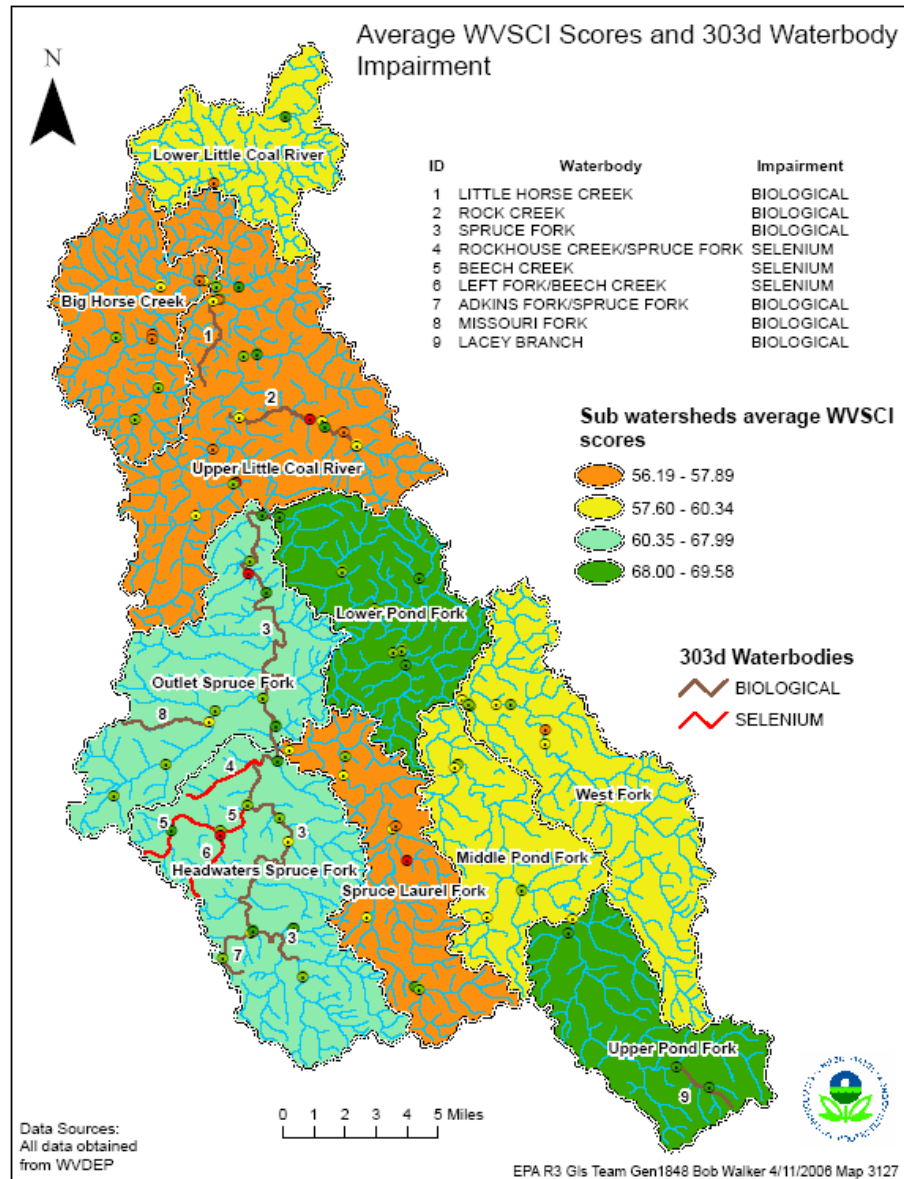 Average WVSCI Scores and 303d Waterbody
Impairment
N
ID Waterbody Impairment
1 LITTLE HORSE CREEK BIOLOGICAL
2 ROCK CREEK BIOLOGICAL
3 SPRUCE FORK BIOLOGICAL
4 ROCKHOUSE CREEK/SPRUCE FORK SELENIUM
5 BEECH CREEK SELENIUM
6 LEFT FORK/BEECH CREEK SELENIUM
7 ADKINS FORK/SPRUCE FORK BIOLOGICAL
8 MISSOURI FORK BIOLOGICAL
9 LACEY BRANCH BIOLOGICAL
Lower Little Coal River
Big Horse Creek
1
2
Upper Little Coal River
Sub watersheds average WVSCI
scores
56.19 - 57.89
57.60 - 60.34
60.35 - 67.99
68.00 - 69.58
Lower Pond Fork
3
303d Waterbodies
BIOLOGICAL
SELENIUM
Outlet Spruce Fork
8
4
West Fork
5
5
3
6
Middle Pond Fork
Headwaters Spruce Fork
Spruce Laurel Fork
3
7
Upper Pond Fork
9
0 1 2 3 4 5 Miles
Data Sources:
All data obtained
from WVDEP
EPA R3 GIs Team Gen1848 Bob Walker 4/11/2006 Map 3127